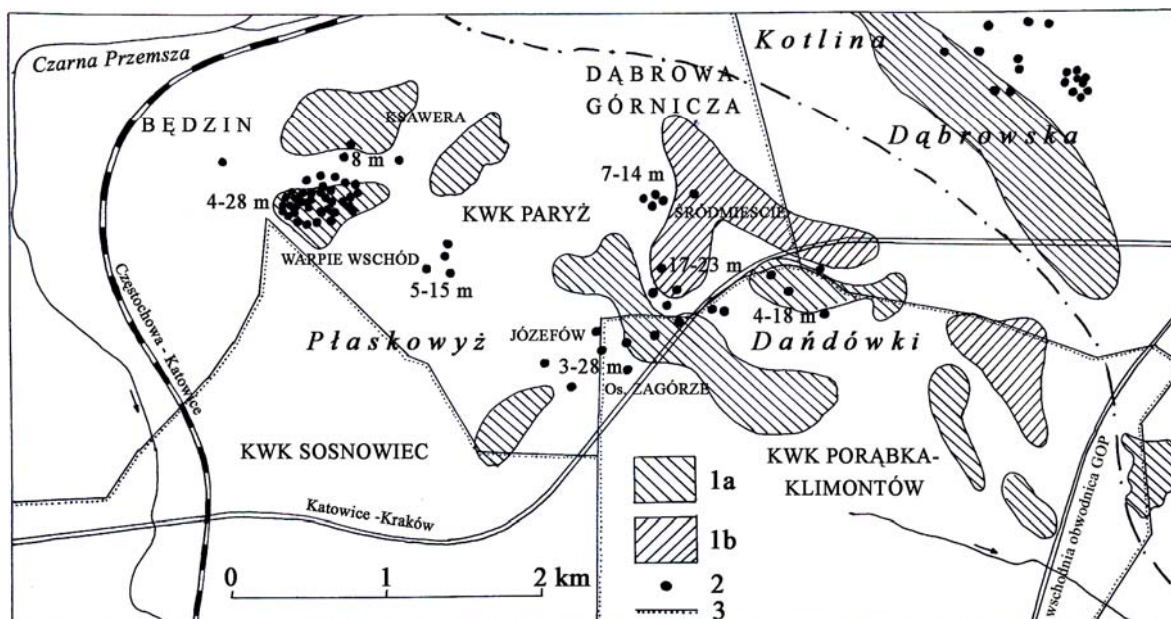 Czarna Przemsza
Kotlina
DĄBROWA
GÓRNICZA
BĘDZIN
KSAWERA
Dąbrowska
8 m
7-14 m
4-28 m
KWK PARYŻ
ŚRÓDMIEŚCIE
WARPIE WSCHÓD
17-23 m
5-15 m
Częstochowa - Katowice
Płaskowyż
JÓZEFÓW
4-18 m
Dańdówki
3-28 m
Os. ZAGÓRZE
KWK SOSNOWIEC
KWK PORĄBKA-
KLIMONTÓW
1a
Katowice -Kraków
wschodnia obwodnica GOP
1b
0 1 2 km
2
3